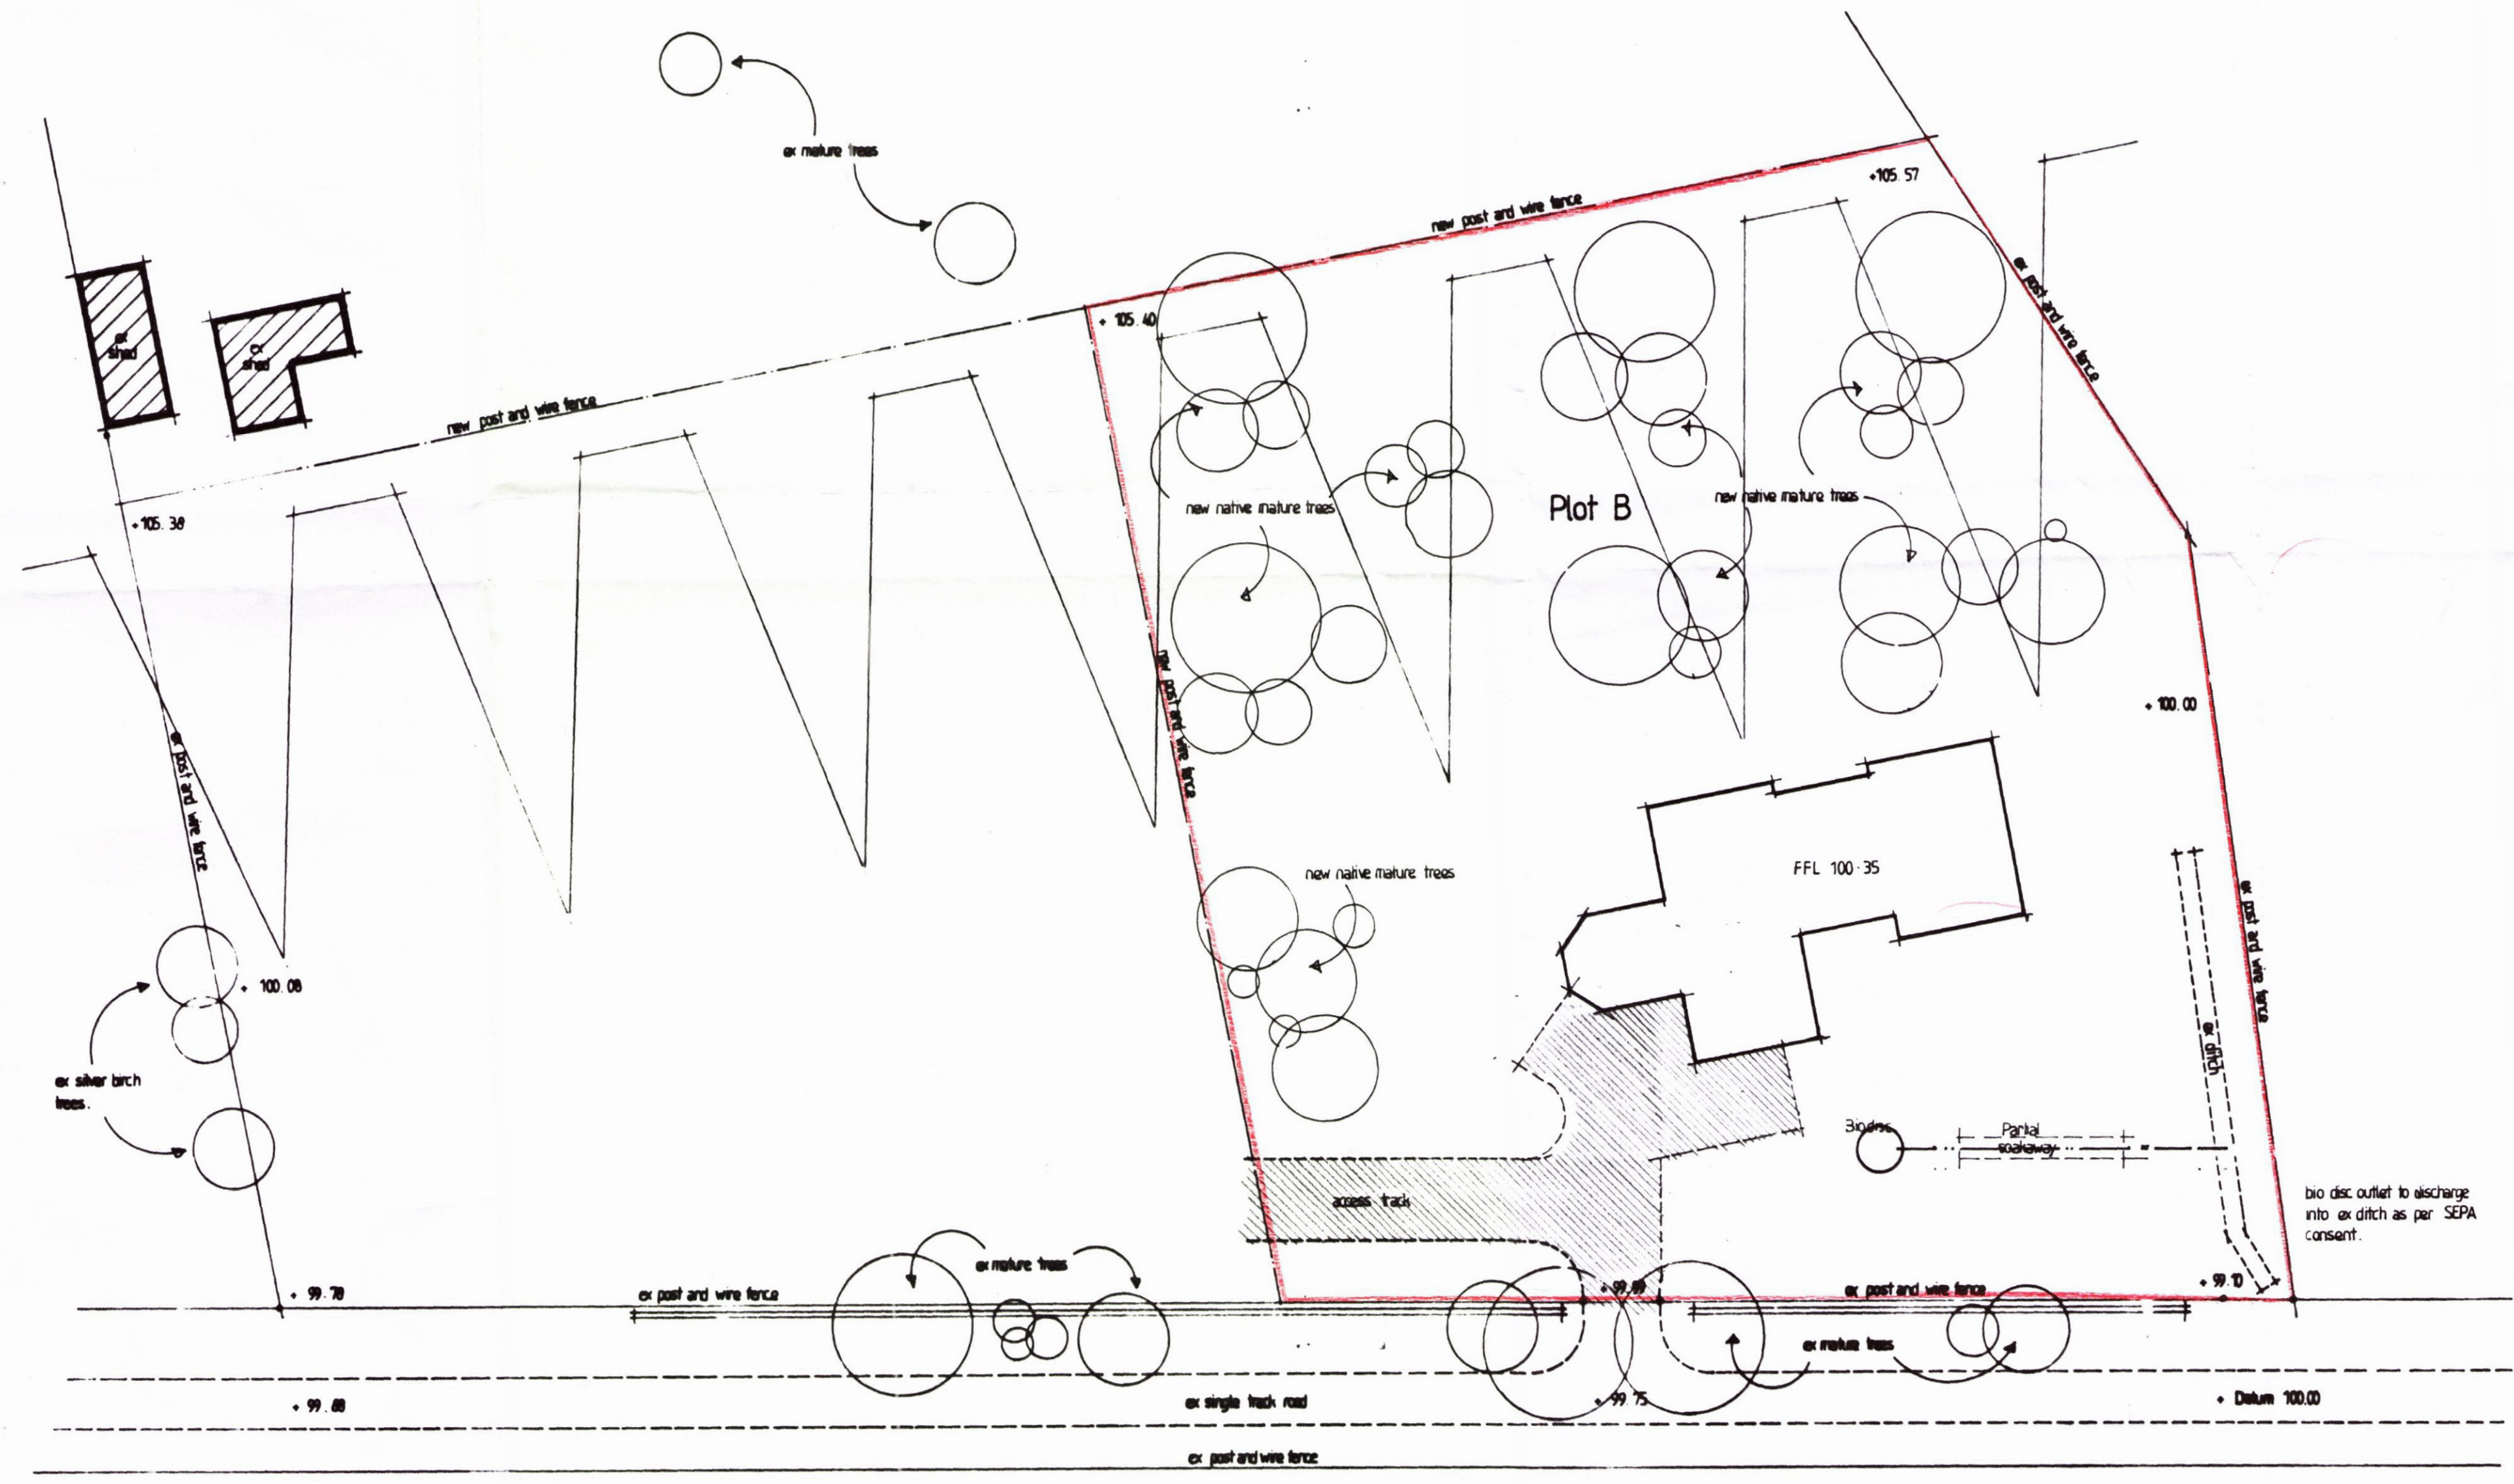 ex mature trees
+105.57
new post and wire fence
ex post and wire fence
+ 105.40
ex
shed
ex
shed
new post and wire fence
+105.38
new native mature trees
Plot B
new native mature trees
new post and wire fence
+ 100.00
ex post and wire fence
FFL 100·35
new native mature trees
ex post and wire fence
+ 100.08
ex ditch
ex silver birch
trees.
Biodisc
Partial
soakaway
access track
bio disc outlet to discharge
into ex ditch as per SEPA
consent.
ex mature trees
+ 99.78
ex post and wire fence
ex post and wire fence
+ 99.10
ex mature trees
+ 99.88
ex single track road
+ 99.75
+ Datum 100.00
ex post and wire fence